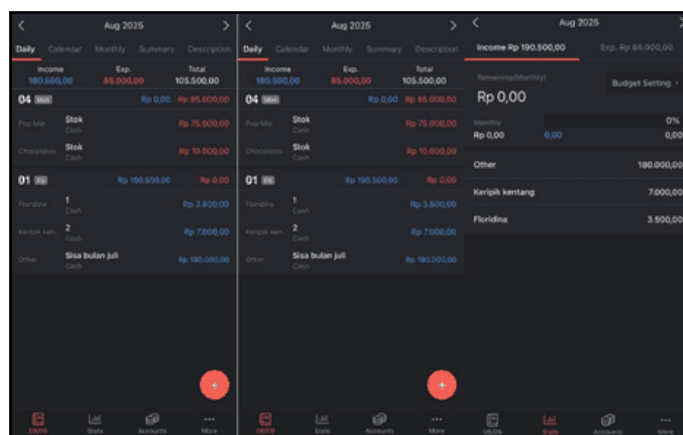 Aug 2025
Daily Calendar Monthly Summary Description
Income Exp. Total
190.500,00 85.000,00 105.500,00
04 Mon Rp 0,00 Rp 85.000,00
Pop Mie Stok Rp 75.000,00
Cash
Chocolatos Stok Rp 10.000,00
Cash
01 Fri Rp 190.500,00 Rp 0,00
Floridina 1 Rp 3.500,00
Cash
Keripik ken... 2 Rp 7.000,00
Cash
Other Sisa bulan juli Rp 180.000,00
Cash
Stats Accounts More
Aug 2025
Daily Calendar Monthly Summary Description
Income Exp. Total
190.500,00 85.000,00 105.500,00
04 Mon Rp 0,00 Rp 85.000,00
Pop Mie Stok Rp 75.000,00
Cash
Chocolatos Stok Rp 10.000,00
Cash
01 Fri Rp 190.500,00 Rp 0,00
Floridina 1 Rp 3.500,00
Cash
Keripik ken... 2 Rp 7.000,00
Cash
Other Sisa bulan juli Rp 180.000,00
Cash
Stats Accounts More
Aug 2025
Income Rp 190.500,00 Exp. Rp 85.000,00
Remaining(Monthly)
Rp 0,00 Budget Setting
Monthly 0%
Rp 0,00 0,00 0,00
Other 180.000,00
Keripik kentang 7.000,00
Floridina 3.500,00
Stats Accounts More